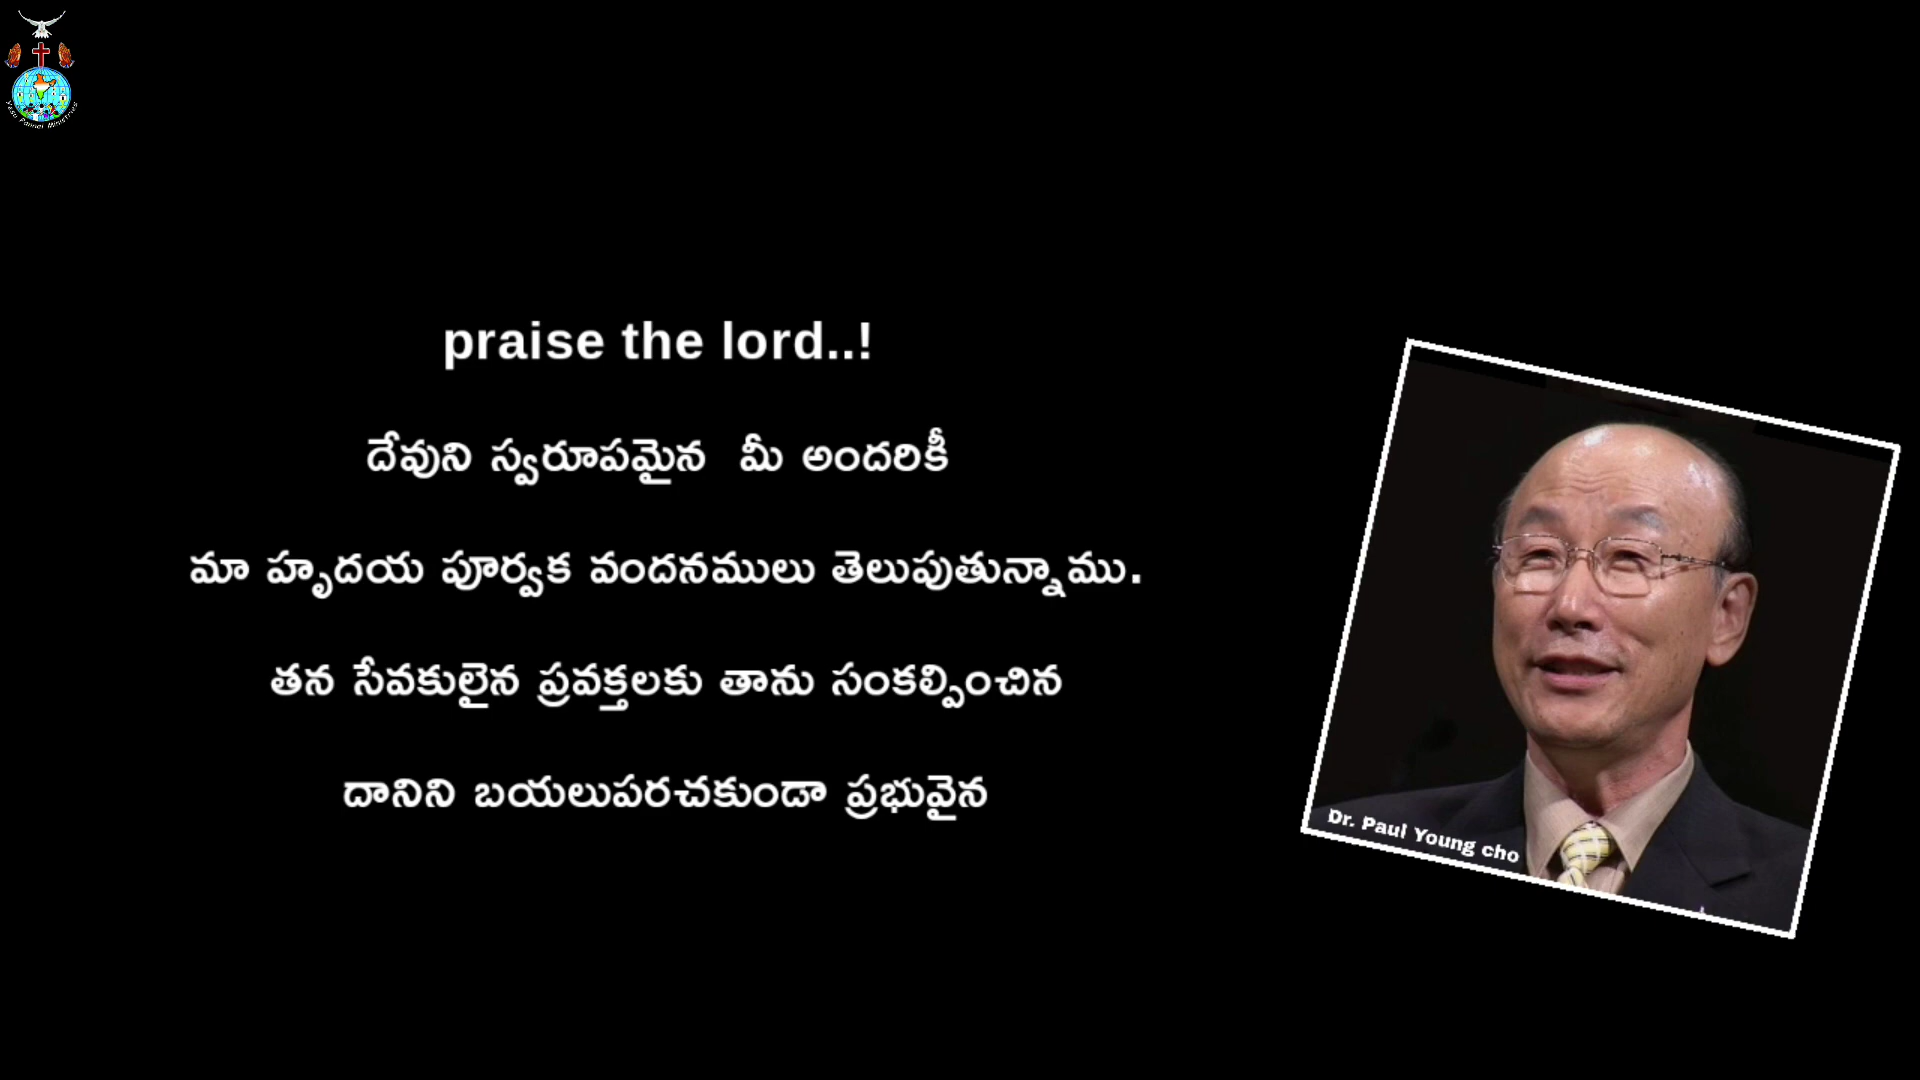 praise the lord..!
దేవుని స్వరూపమైన మీ అందరికీ
మా హృదయ పూర్వక వందనములు తెలుపుతున్నాము.
తన సేవకులైన ప్రవక్తలకు తాను సంకల్పించిన
దానిని బయలుపరచకుండా ప్రభువైన
Dr. Paul Young cho